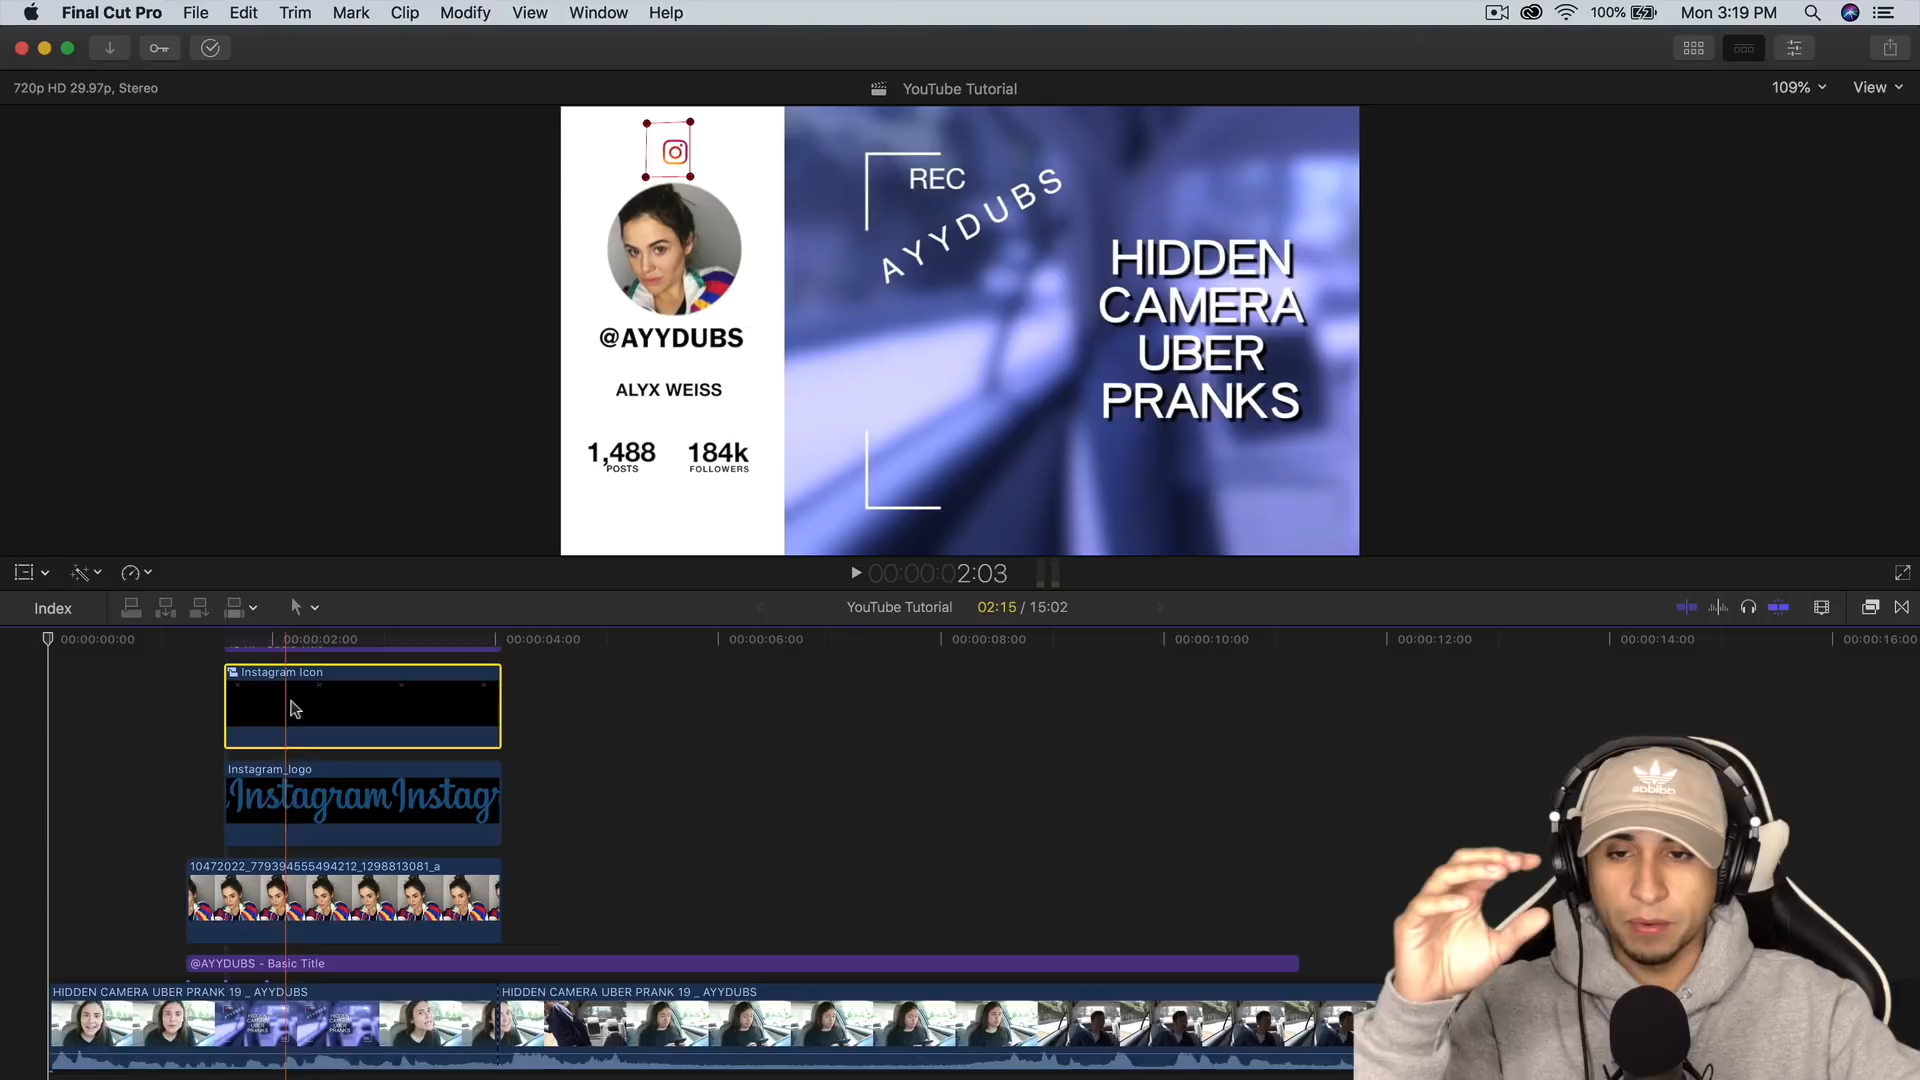 Final Cut Pro File Edit Trim Mark Clip Modify View Window Help 100% Mon 3:19 PM
720p HD 29.97p, Stereo YouTube Tutorial 109% View
REC
AYYDUBS
HIDDEN
CAMERA
UBER
PRANKS
@AYYDUBS
ALYX WEISS
1,488 184k
POSTS FOLLOWERS
00:00:02:03
Index YouTube Tutorial 02:15 / 15:02
00:00:00:00 00:00:02:00 00:00:04:00 00:00:06:00 00:00:08:00 00:00:10:00 00:00:12:00 00:00:14:00 00:00:16:00
Instagram Icon
Instagram_logo
Instagram Instagr
10472022_779394555494212_1298813081_a
@AYYDUBS - Basic Title
HIDDEN CAMERA UBER PRANK 19 _ AYYDUBS HIDDEN CAMERA UBER PRANK 19 _ AYYDUBS